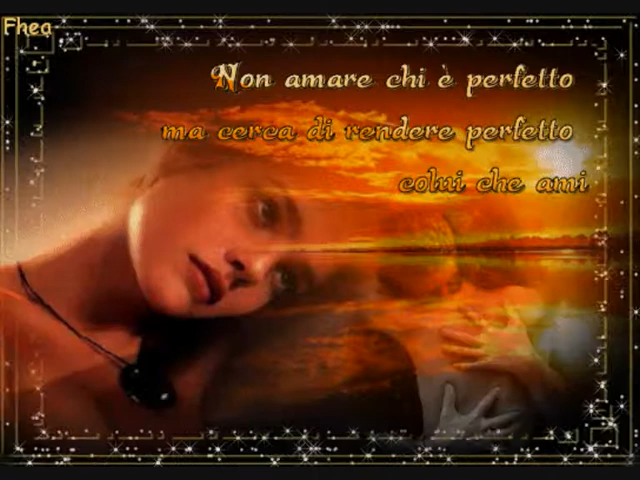 Fhea
Non amare chi è perfetto
ma cerca di rendere perfetto
colui che ami